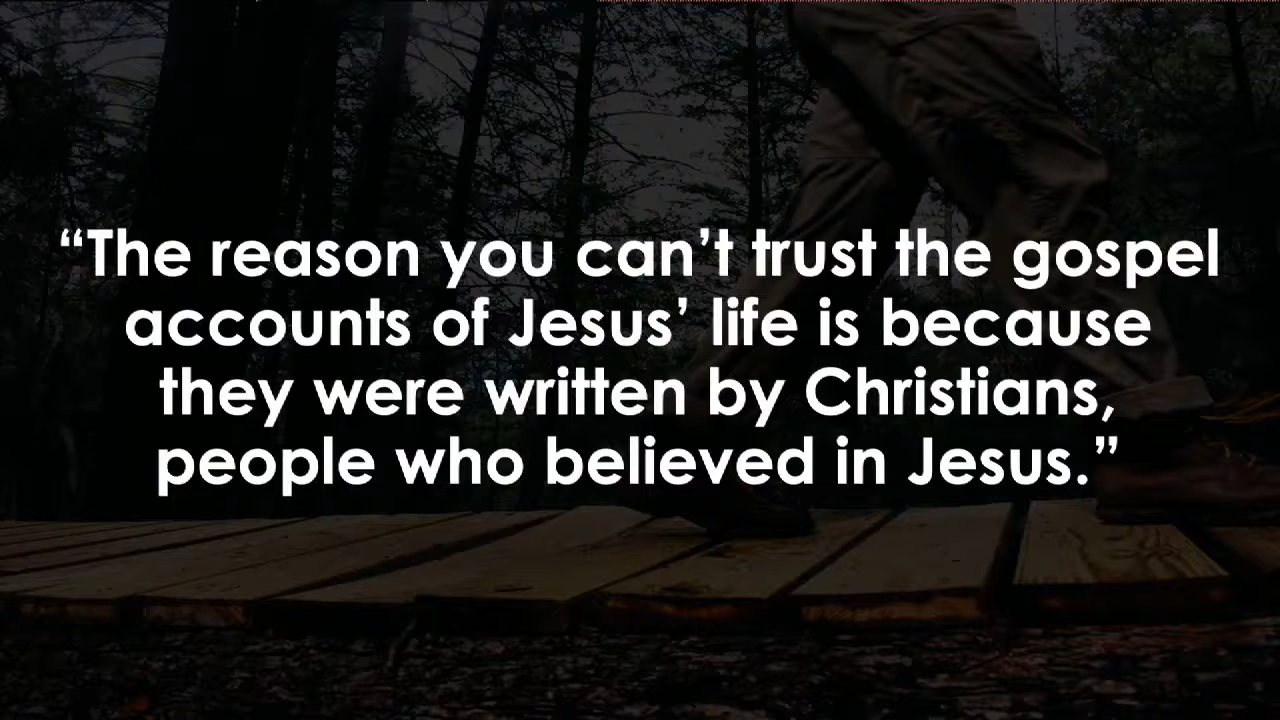 “The reason you can’t trust the gospel
accounts of Jesus’ life is because
they were written by Christians,
people who believed in Jesus.”